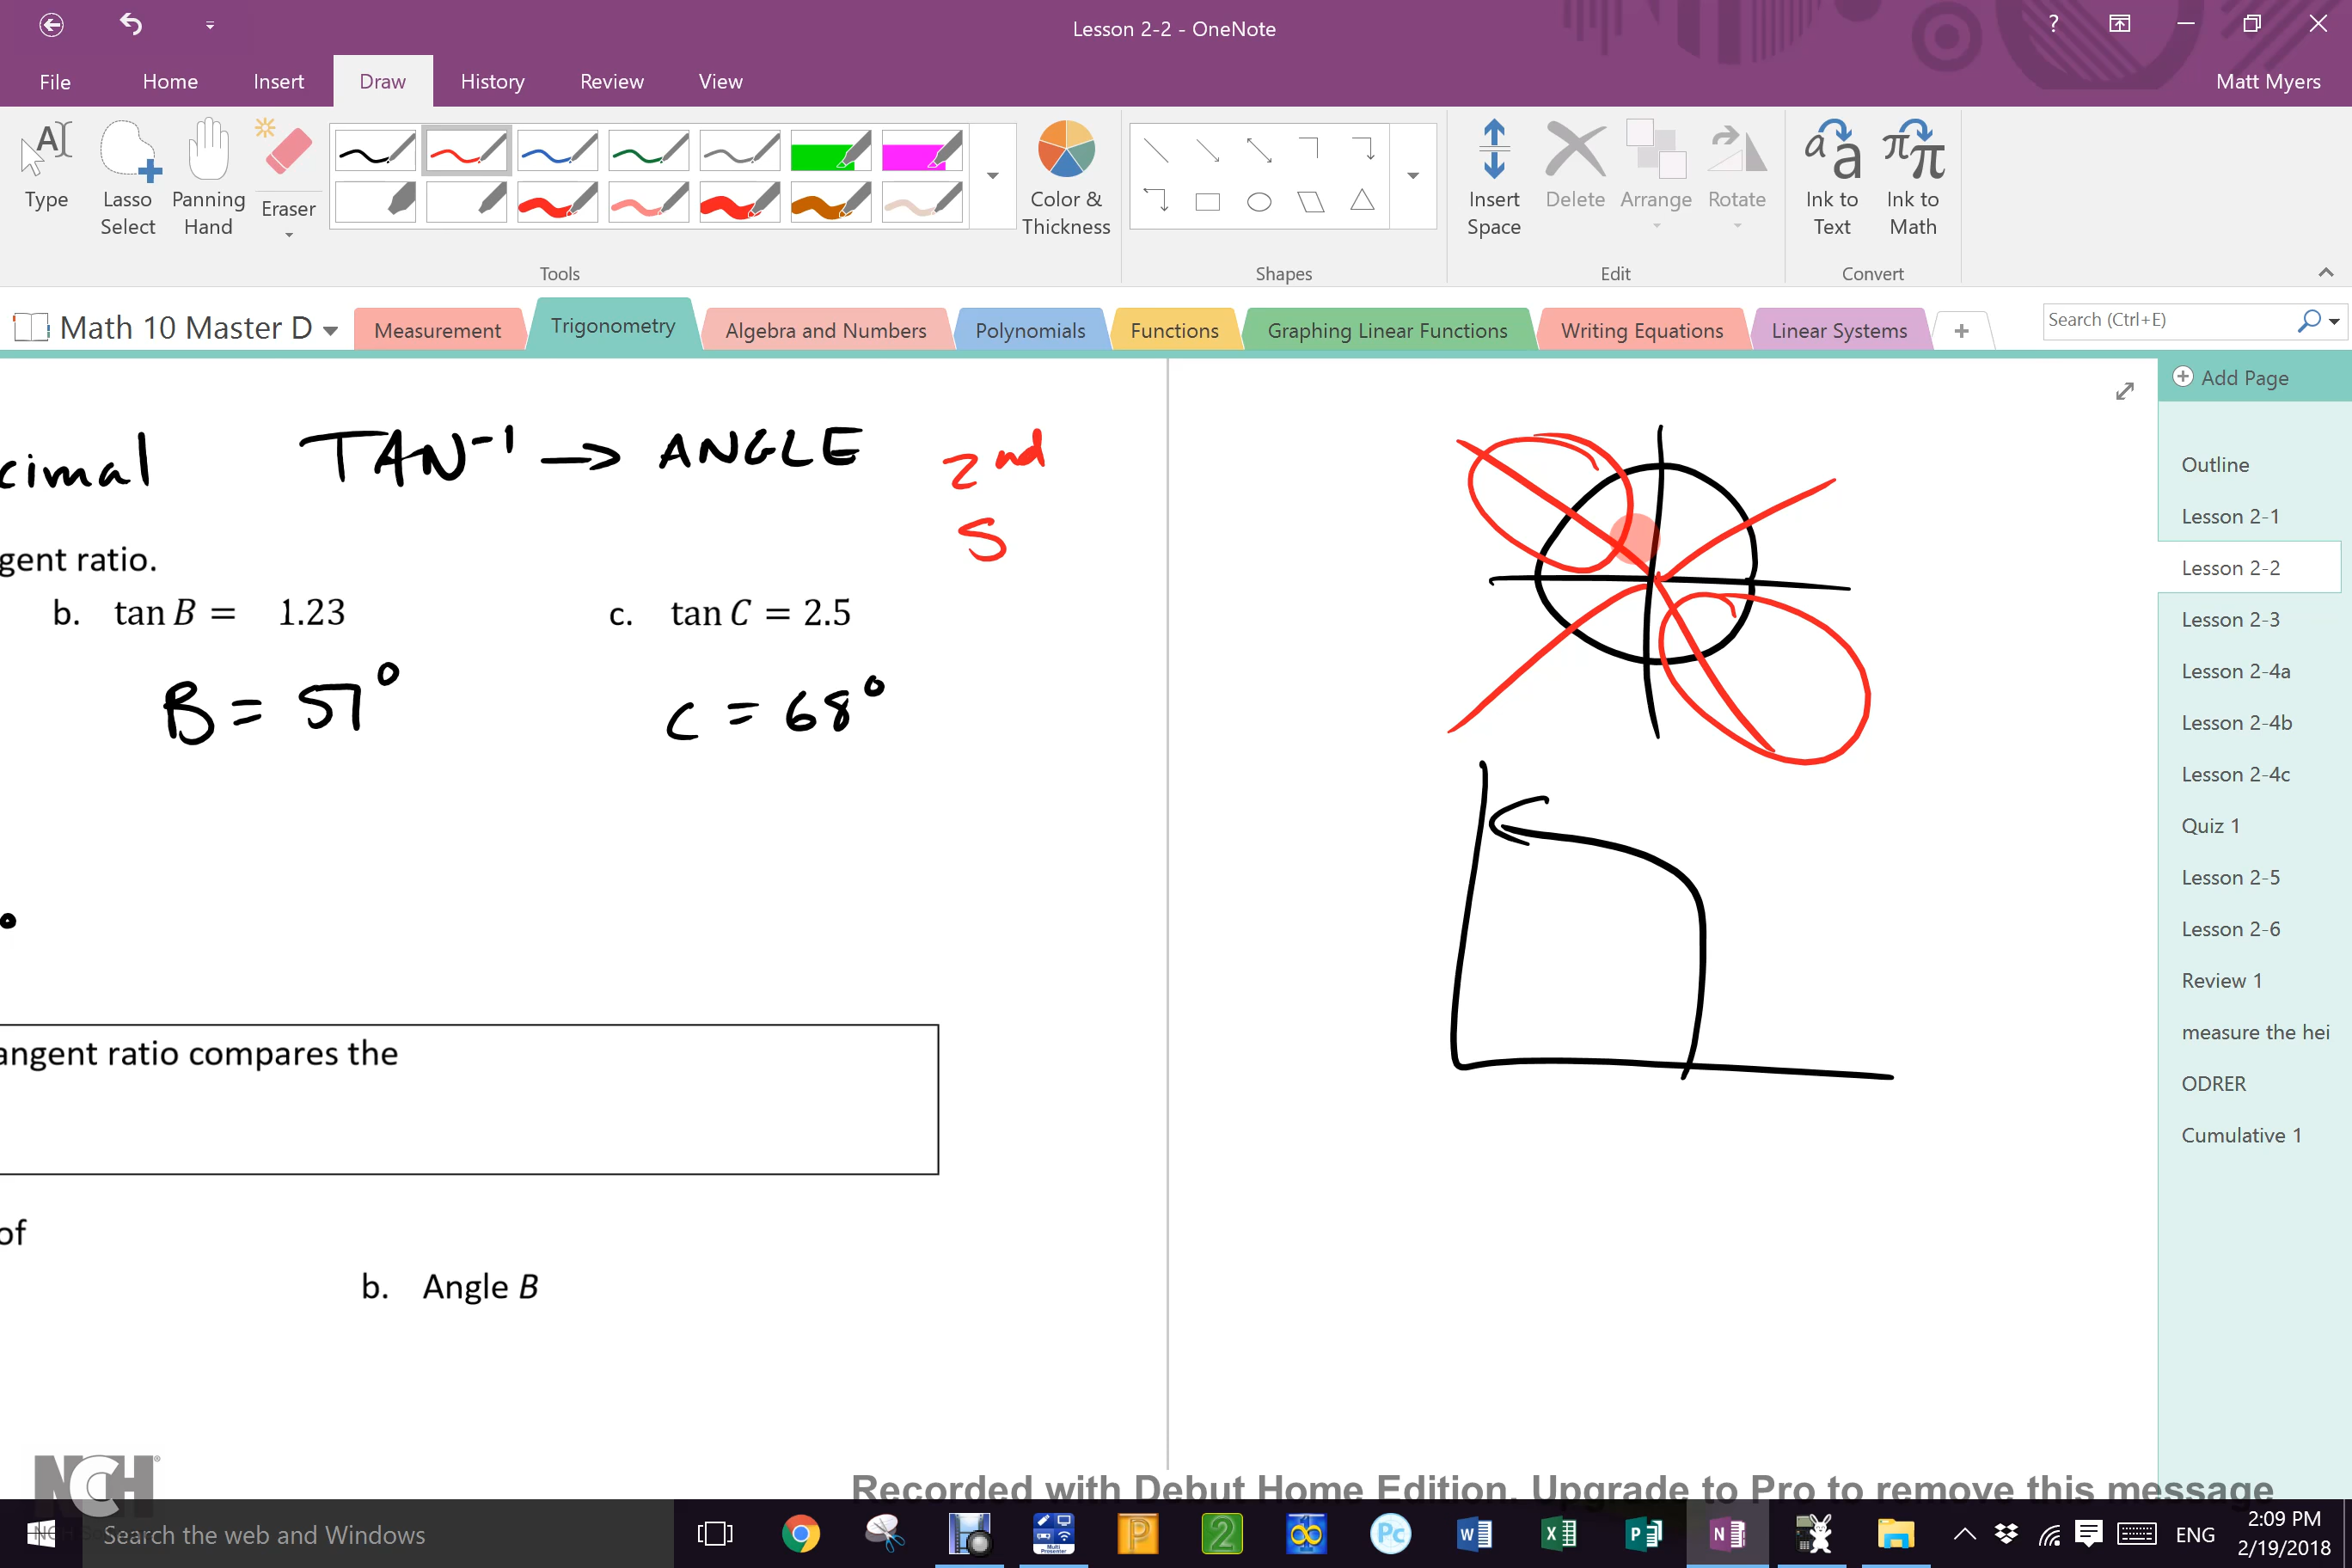 Lesson 2-2 - OneNote
?
File
Home
Insert
Draw
History
Review
View
Matt Myers
Type
Lasso Select
Panning Hand
Eraser
Color & Thickness
Insert Space
Delete
Arrange
Rotate
Ink to Text
Ink to Math
Tools
Shapes
Edit
Convert
Math 10 Master D
Measurement
Trigonometry
Algebra and Numbers
Polynomials
Functions
Graphing Linear Functions
Writing Equations
Linear Systems
+
Search (Ctrl+E)
cimal TAN⁻¹ → ANGLE 2nd
S
gent ratio.
b. tan B = 1.23 c. tan C = 2.5
B = 51° C = 68°
angent ratio compares the
of
b. Angle B
Add Page
Outline
Lesson 2-1
Lesson 2-2
Lesson 2-3
Lesson 2-4a
Lesson 2-4b
Lesson 2-4c
Quiz 1
Lesson 2-5
Lesson 2-6
Review 1
measure the hei
ODRER
Cumulative 1
NCH
Recorded with Debut Home Edition. Upgrade to Pro to remove this message
Search the web and Windows
ENG
2:09 PM
2/19/2018